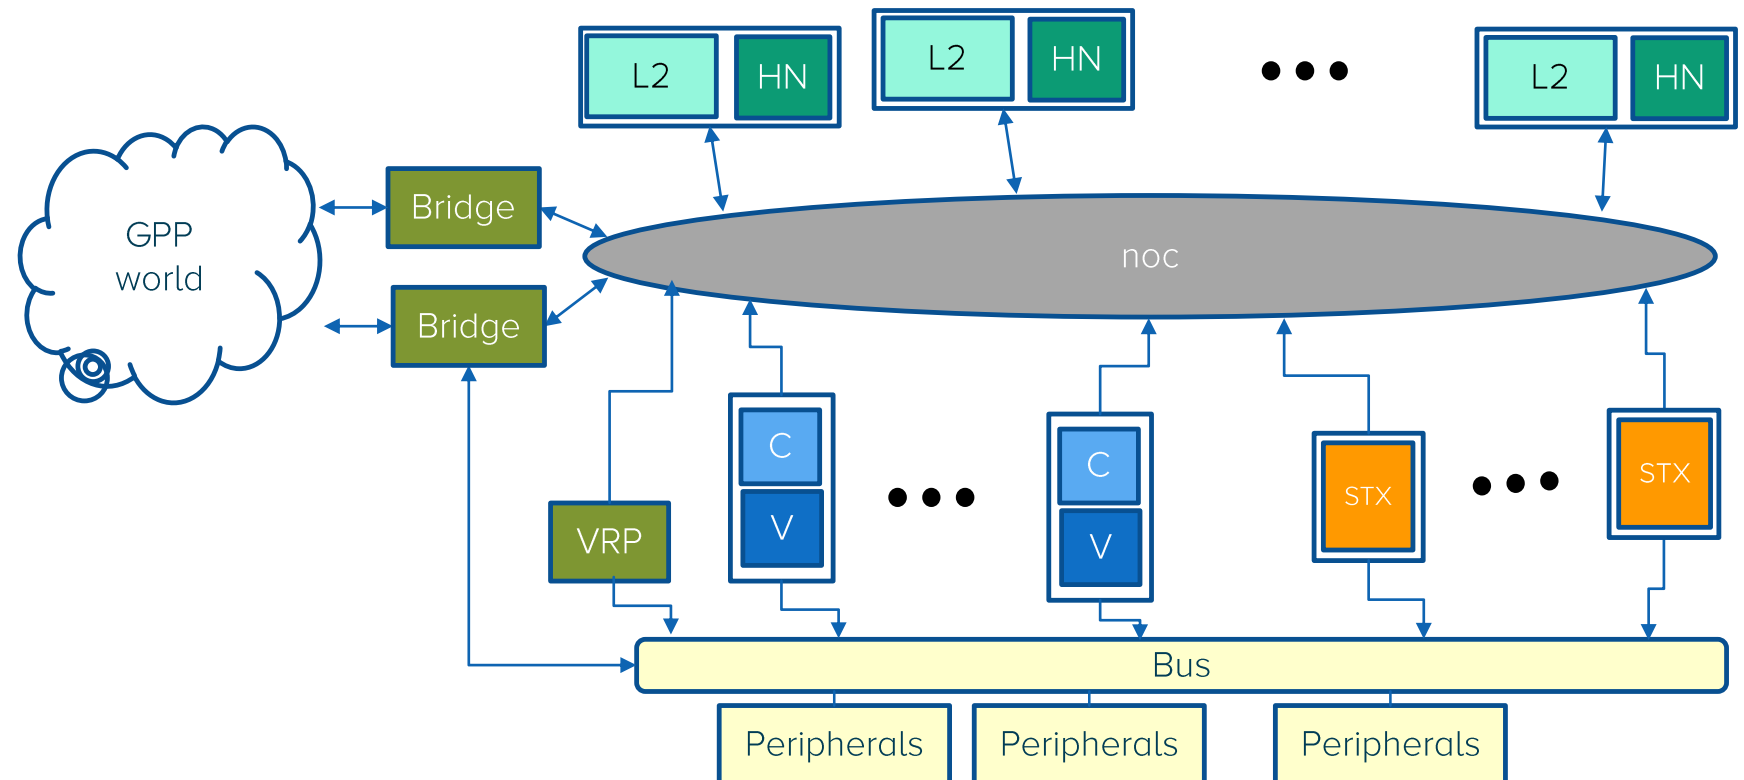 L2 HN
L2 HN
L2 HN
GPP
world
Bridge
noc
Bridge
C
V
C
V
STX
STX
VRP
Bus
Peripherals
Peripherals
Peripherals